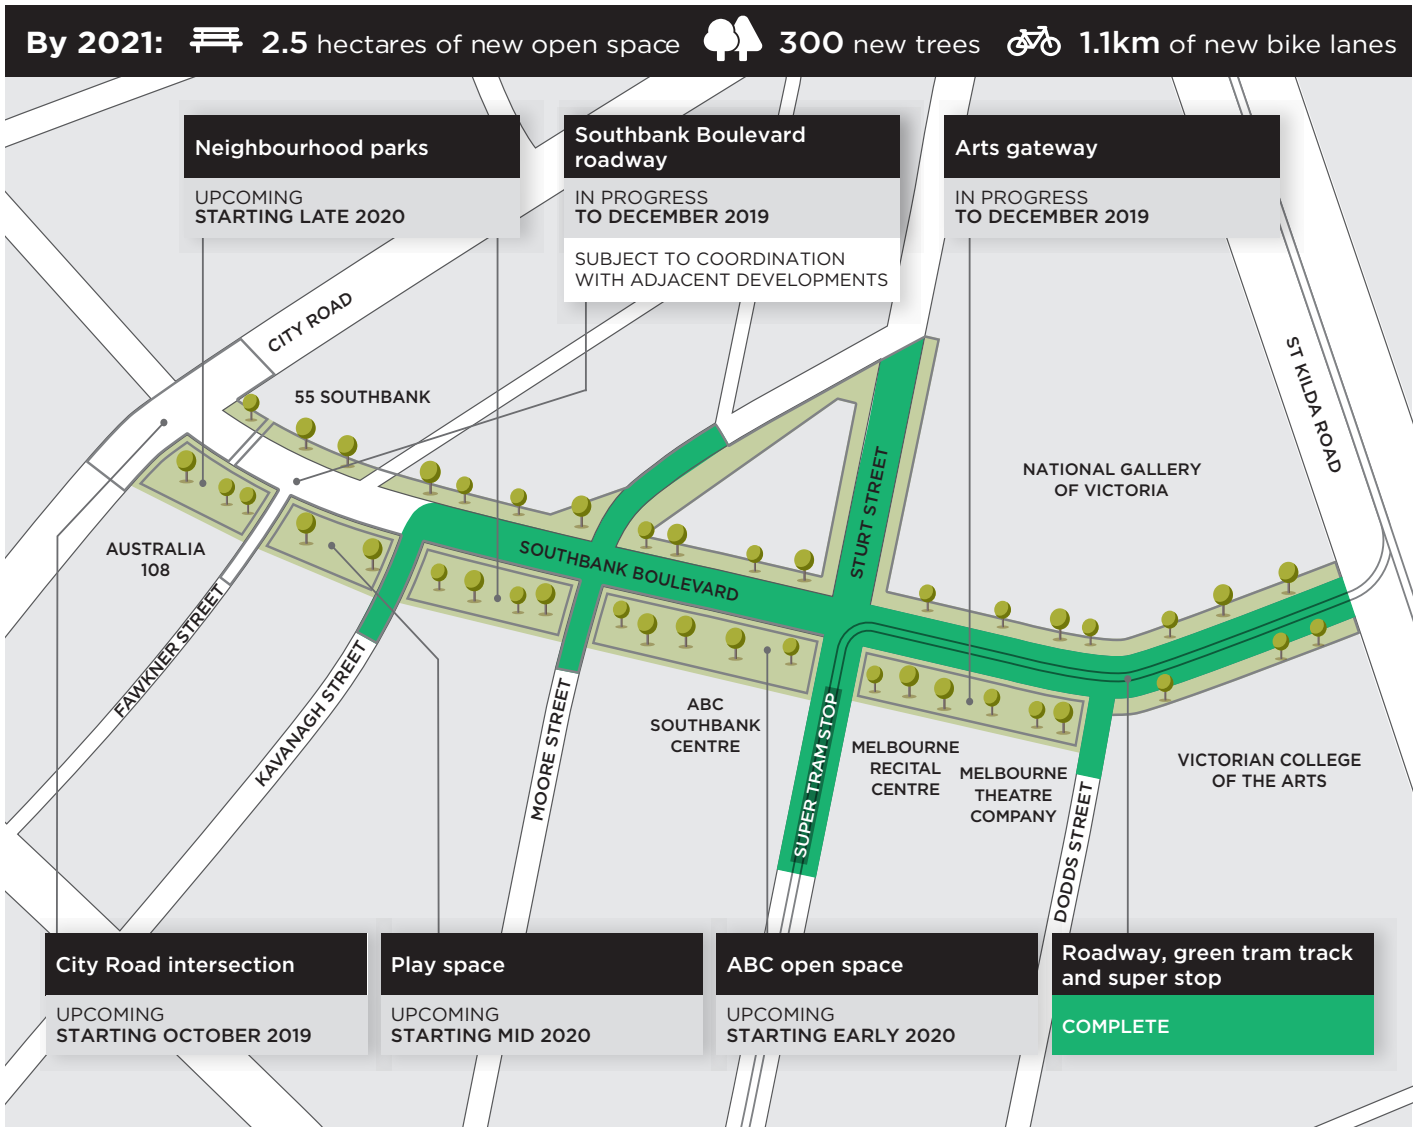 By 2021: 2.5 hectares of new open space 300 new trees 1.1km of new bike lanes
Neighbourhood parks
UPCOMING
STARTING LATE 2020
Southbank Boulevard
roadway
IN PROGRESS
TO DECEMBER 2019
SUBJECT TO COORDINATION
WITH ADJACENT DEVELOPMENTS
Arts gateway
IN PROGRESS
TO DECEMBER 2019
CITY ROAD
55 SOUTHBANK
ST KILDA ROAD
NATIONAL GALLERY
OF VICTORIA
STURT STREET
AUSTRALIA
108
SOUTHBANK BOULEVARD
FAWKNER STREET
KAVANAGH STREET
MOORE STREET
ABC
SOUTHBANK
CENTRE
SUPER TRAM STOP
MELBOURNE
RECITAL
CENTRE
MELBOURNE
THEATRE
COMPANY
DODDS STREET
VICTORIAN COLLEGE
OF THE ARTS
City Road intersection
UPCOMING
STARTING OCTOBER 2019
Play space
UPCOMING
STARTING MID 2020
ABC open space
UPCOMING
STARTING EARLY 2020
Roadway, green tram track
and super stop
COMPLETE